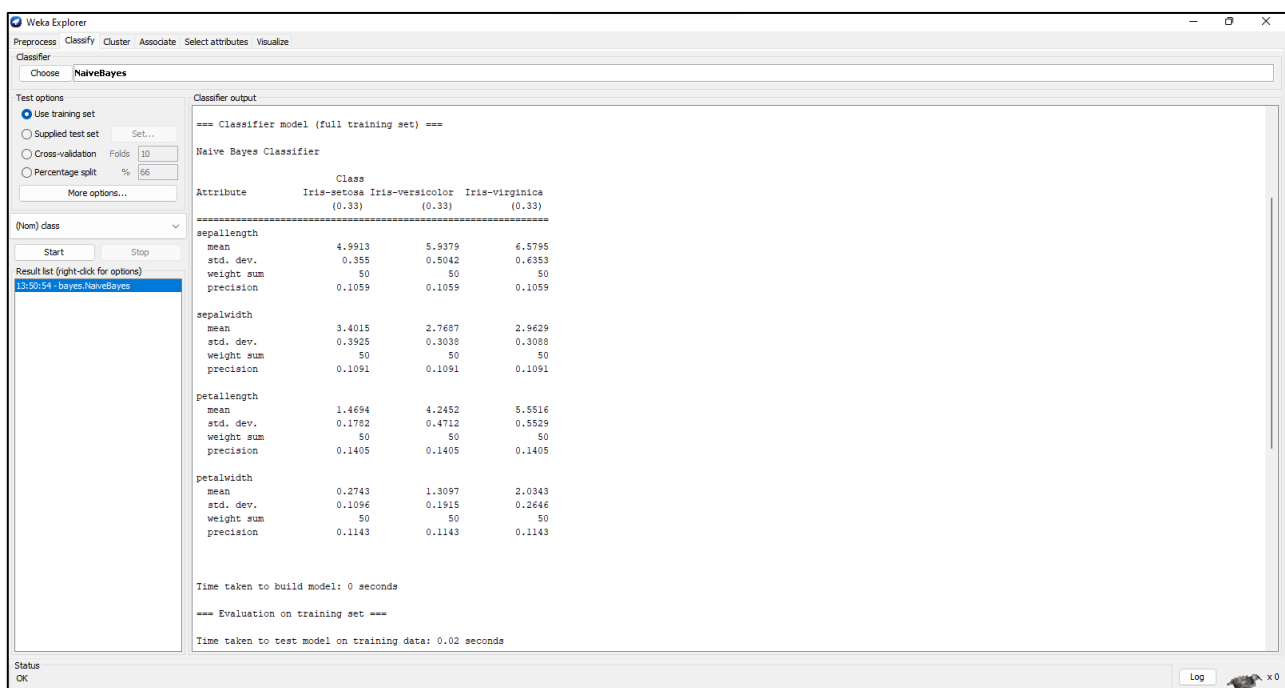 Weka Explorer
Preprocess Classify Cluster Associate Select attributes Visualize
Classifier
Choose NaiveBayes
Test options
Use training set
Supplied test set Set...
Cross-validation Folds 10
Percentage split % 66
More options...
(Nom) class
Start Stop
Result list (right-click for options)
13:50:54 - bayes.NaiveBayes
Classifier output
=== Classifier model (full training set) ===
Naive Bayes Classifier
Class
Attribute Iris-setosa Iris-versicolor Iris-virginica
(0.33) (0.33) (0.33)
===============================================================
sepallength
mean 4.9913 5.9379 6.5795
std. dev. 0.355 0.5042 0.6353
weight sum 50 50 50
precision 0.1059 0.1059 0.1059
sepalwidth
mean 3.4015 2.7687 2.9629
std. dev. 0.3925 0.3038 0.3088
weight sum 50 50 50
precision 0.1091 0.1091 0.1091
petallength
mean 1.4694 4.2452 5.5516
std. dev. 0.1782 0.4712 0.5529
weight sum 50 50 50
precision 0.1405 0.1405 0.1405
petalwidth
mean 0.2743 1.3097 2.0343
std. dev. 0.1096 0.1915 0.2646
weight sum 50 50 50
precision 0.1143 0.1143 0.1143
Time taken to build model: 0 seconds
=== Evaluation on training set ===
Time taken to test model on training data: 0.02 seconds
Status
OK
Log x 0